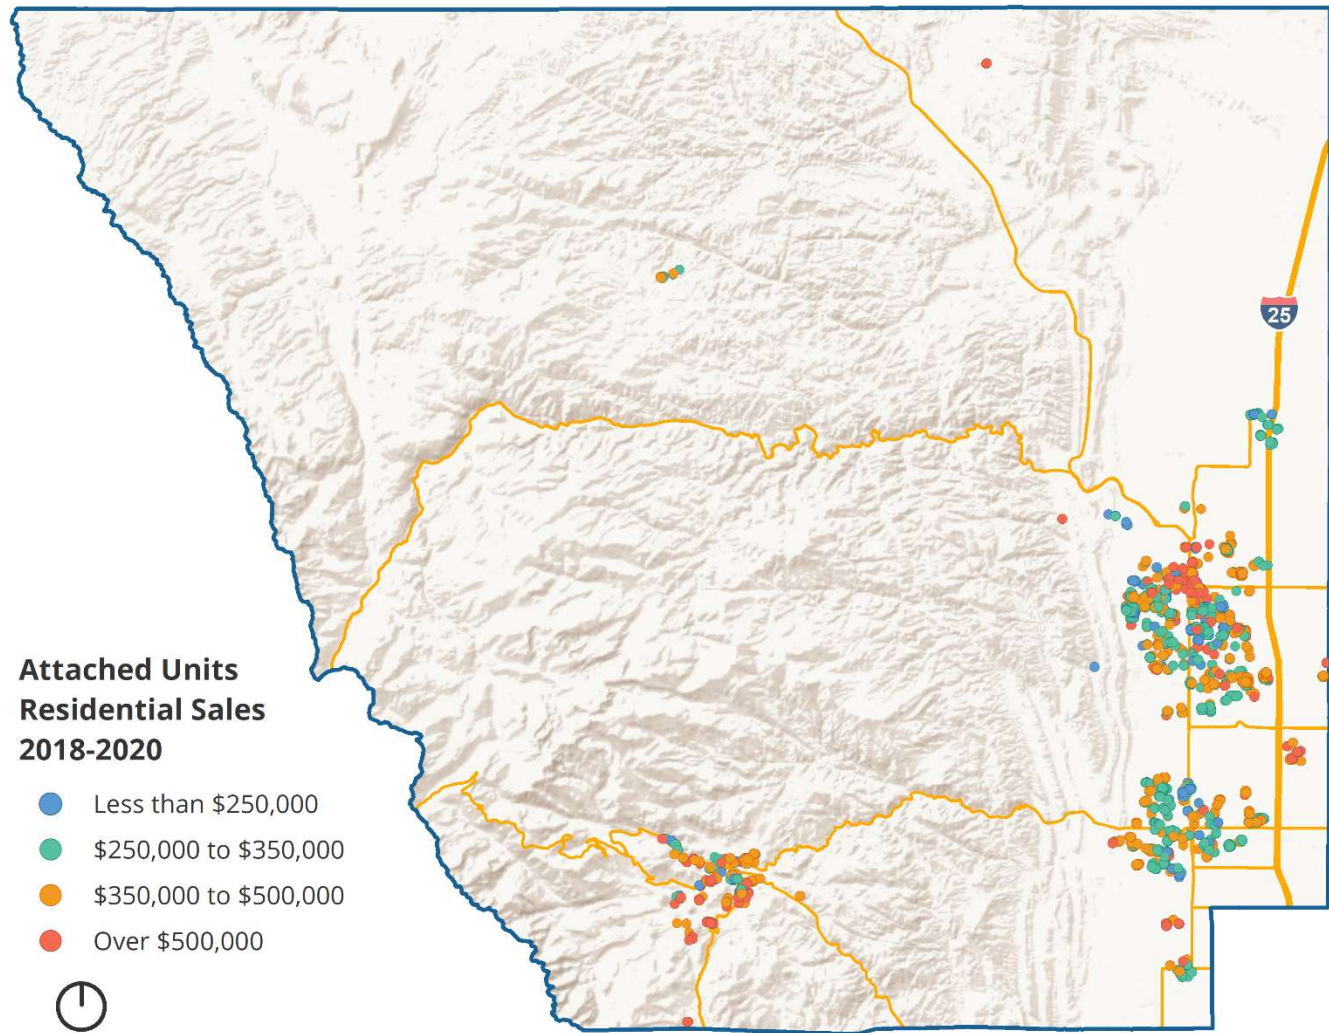 25
Attached Units
Residential Sales
2018-2020
Less than $250,000
$250,000 to $350,000
$350,000 to $500,000
Over $500,000